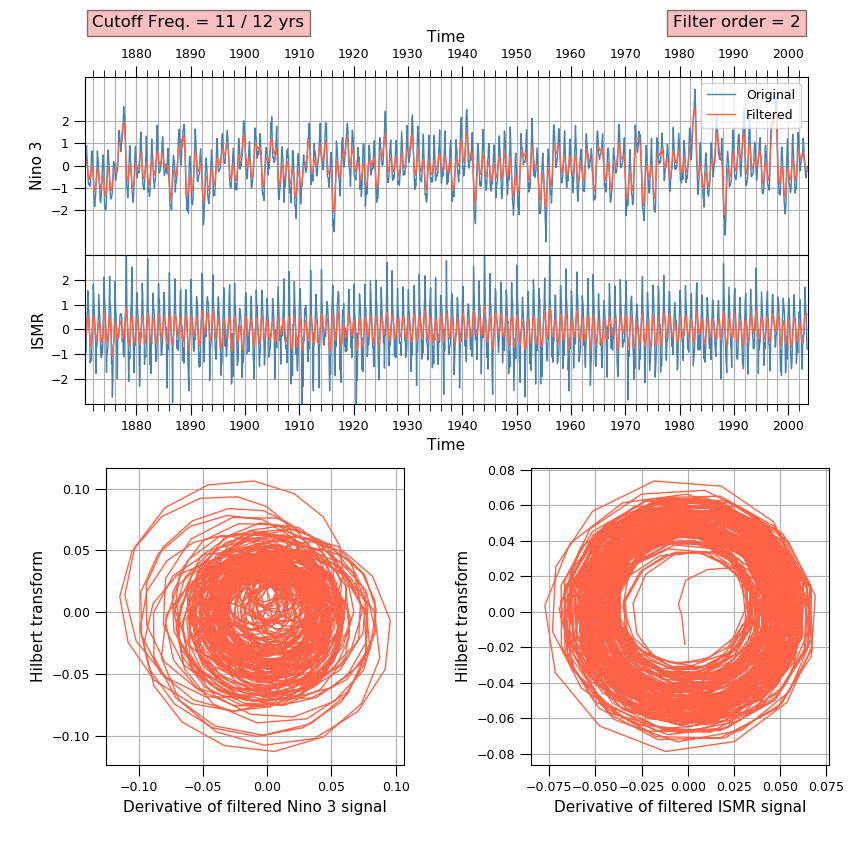 Cutoff Freq. = 11 / 12 yrs
Filter order = 2
Time
1880 1890 1900 1910 1920 1930 1940 1950 1960 1970 1980 1990 2000
Original
Filtered
Nino 3
2
1
0
−1
−2
ISMR
2
1
0
−1
−2
1880 1890 1900 1910 1920 1930 1940 1950 1960 1970 1980 1990 2000
Time
Hilbert transform
0.10
0.05
0.00
−0.05
−0.10
−0.10 −0.05 0.00 0.05 0.10
Derivative of filtered Nino 3 signal
Hilbert transform
0.08
0.06
0.04
0.02
0.00
−0.02
−0.04
−0.06
−0.08
−0.075 −0.050 −0.025 0.000 0.025 0.050 0.075
Derivative of filtered ISMR signal